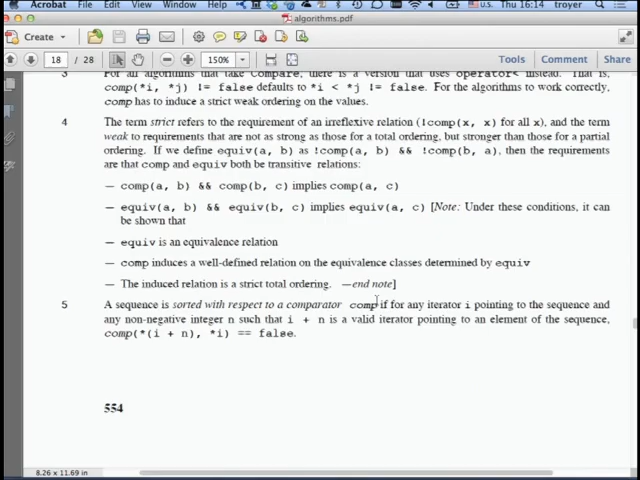 Acrobat File Edit View Window Help U.S. Thu 16:14 troyer
algorithms.pdf
Create
18 / 28 150% Tools Comment Share
3 For all algorithms that take Compare, there is a version that uses operator< instead. That is,
comp(*i, *j) != false defaults to *i < *j != false. For the algorithms to work correctly,
comp has to induce a strict weak ordering on the values.
4 The term strict refers to the requirement of an irreflexive relation (!comp(x, x) for all x), and the term
weak to requirements that are not as strong as those for a total ordering, but stronger than those for a partial
ordering. If we define equiv(a, b) as !comp(a, b) && !comp(b, a), then the requirements
are that comp and equiv both be transitive relations:
— comp(a, b) && comp(b, c) implies comp(a, c)
— equiv(a, b) && equiv(b, c) implies equiv(a, c) [Note: Under these conditions, it can
be shown that
— equiv is an equivalence relation
— comp induces a well-defined relation on the equivalence classes determined by equiv
— The induced relation is a strict total ordering. —end note]
5 A sequence is sorted with respect to a comparator comp if for any iterator i pointing to the sequence and
any non-negative integer n such that i + n is a valid iterator pointing to an element of the sequence,
comp(*(i + n), *i) == false.
554
8.26 x 11.69 in